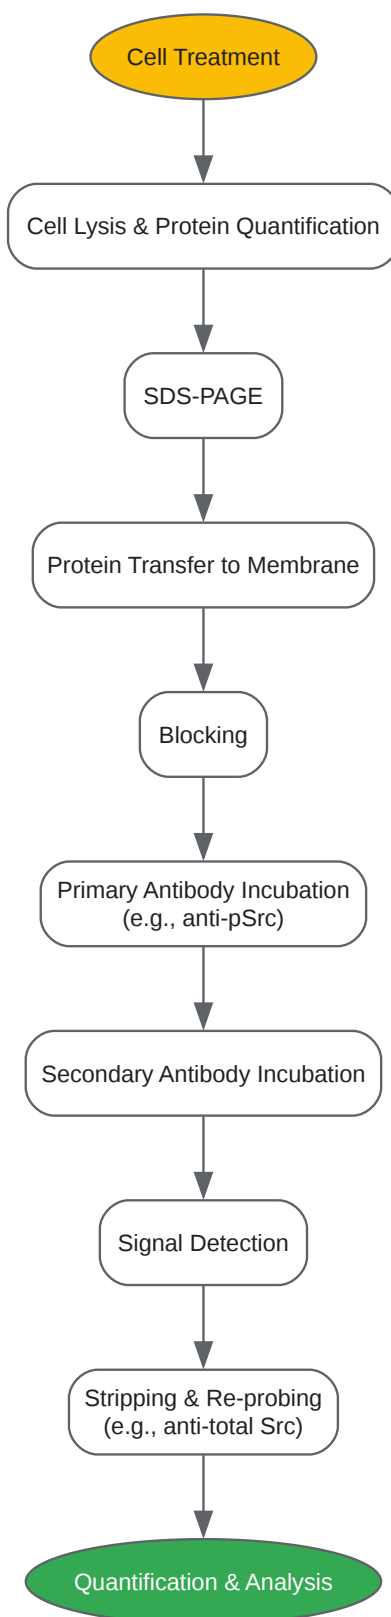 Cell Treatment
Cell Lysis & Protein Quantification
SDS-PAGE
Protein Transfer to Membrane
Blocking
Primary Antibody Incubation
(e.g., anti-pSrc)
Secondary Antibody Incubation
Signal Detection
Stripping & Re-probing
(e.g., anti-total Src)
Quantification & Analysis